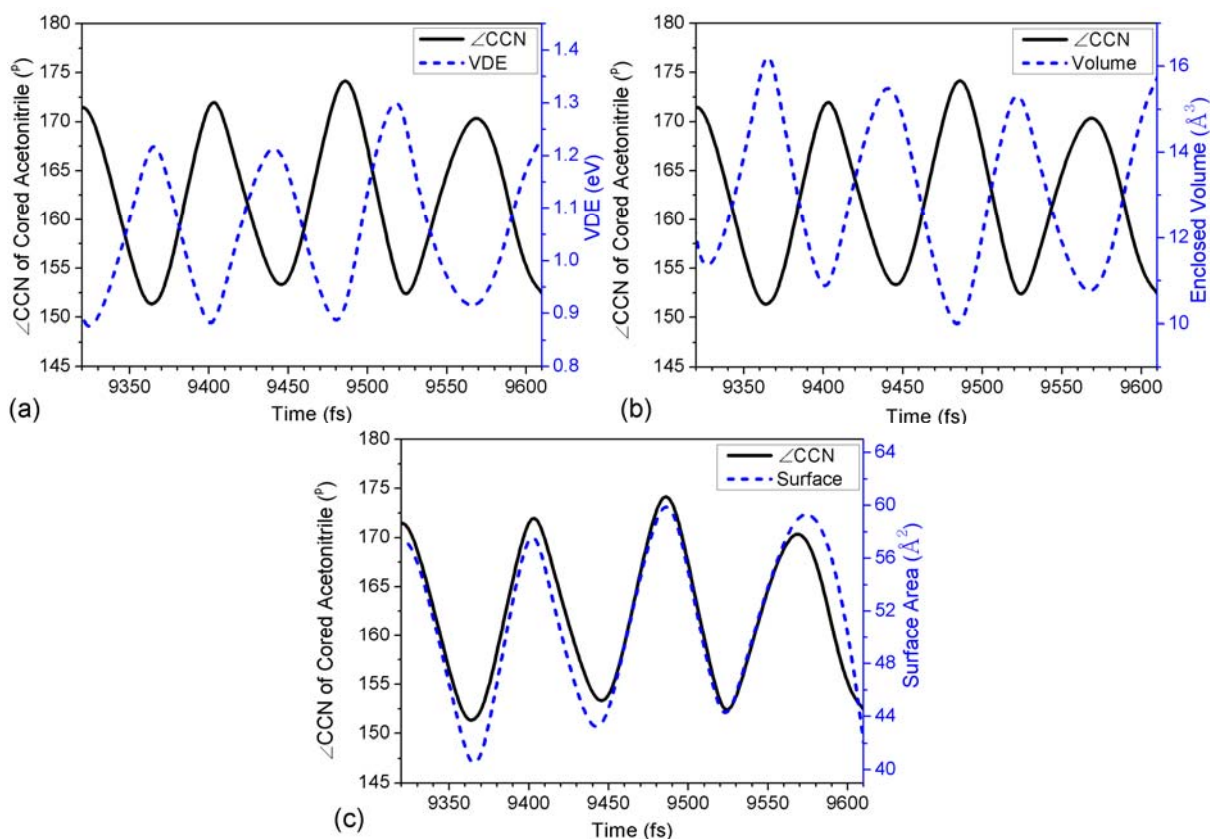 180
175
170
165
160
155
150
145
∠CCN of Cored Acetonitrile (ᵖ)
∠CCN
VDE
1.4
1.3
1.2
1.1
1.0
0.9
0.8
VDE (eV)
9350 9400 9450 9500 9550 9600
Time (fs)
(a)
180
175
170
165
160
155
150
145
∠CCN of Cored Acetonitrile (ᵖ)
∠CCN
Volume
16
14
12
10
Enclosed Volume (Å³)
9350 9400 9450 9500 9550 9600
Time (fs)
(b)
180
175
170
165
160
155
150
145
∠CCN of Cored Acetonitrile (ᵖ)
∠CCN
Surface
64
60
56
52
48
44
40
Surface Area (Å²)
9350 9400 9450 9500 9550 9600
Time (fs)
(c)